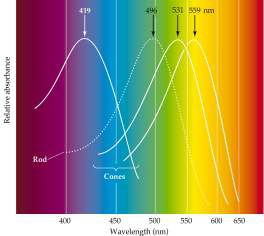 419 496 531 559 nm
Relative absorbance
Rod
Cones
400 450 500 550 600 650
Wavelength (nm)